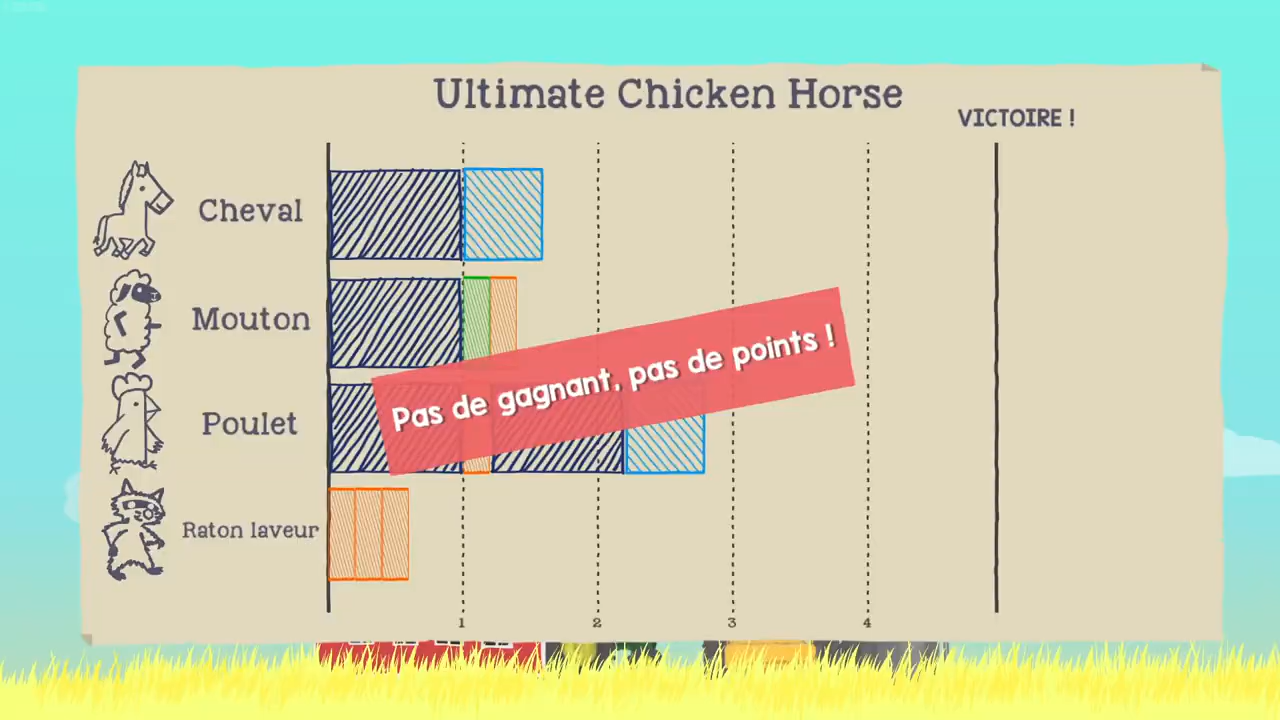 Ultimate Chicken Horse
VICTOIRE !
Cheval
Mouton
Poulet
Raton laveur
Pas de gagnant, pas de points !
1 2 3 4